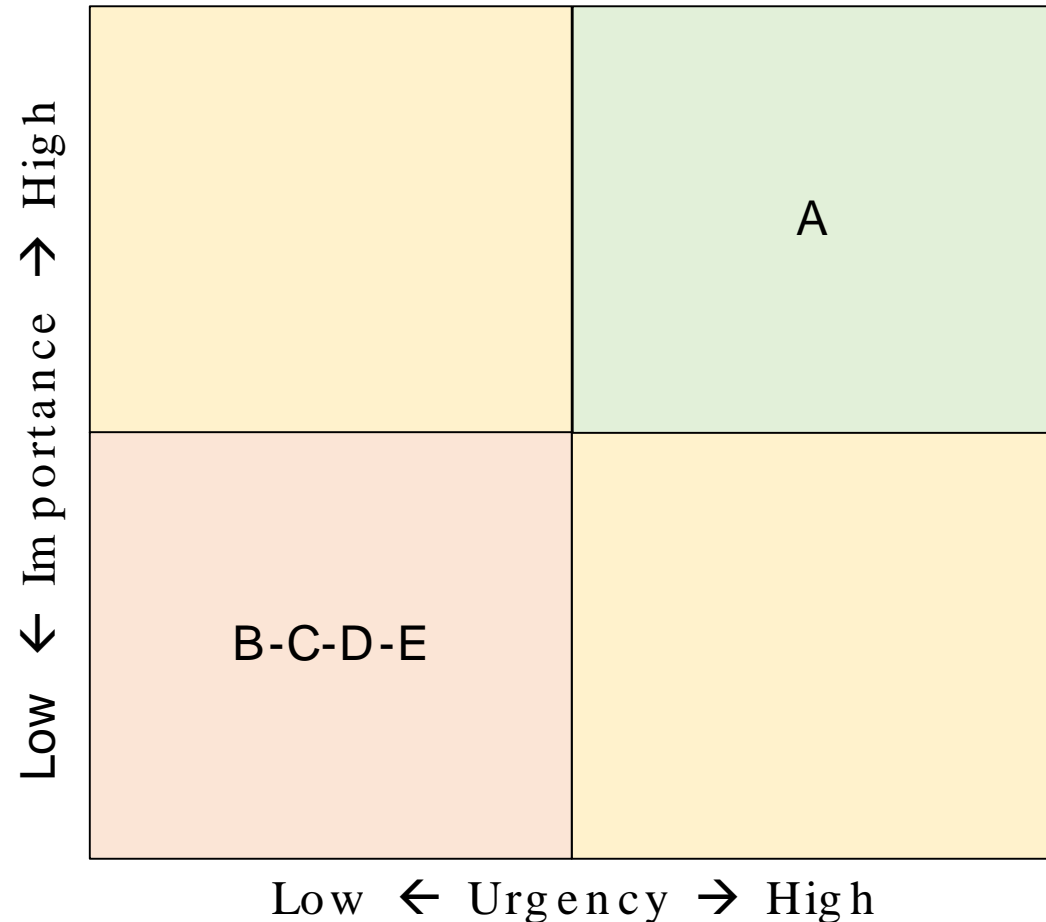 Low ← Importance → High
A
B-C-D-E
Low ← Urgency → High